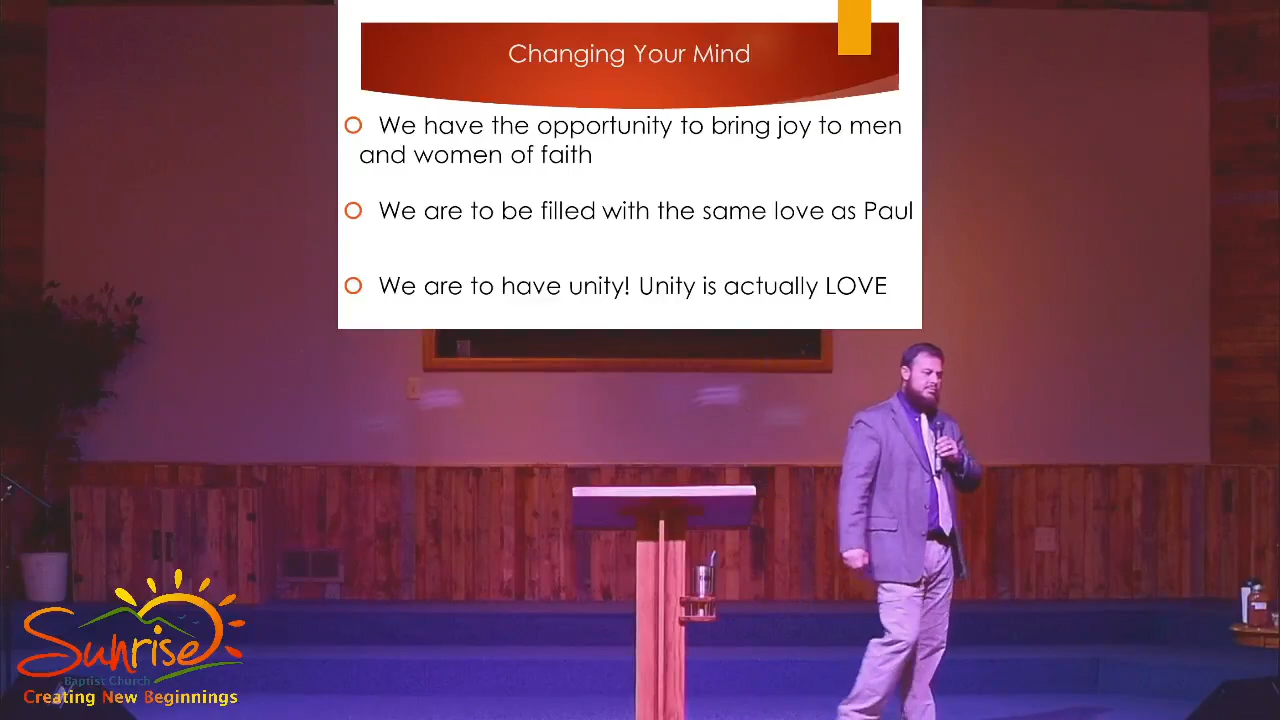 Changing Your Mind
We have the opportunity to bring joy to men
and women of faith
We are to be filled with the same love as Paul
We are to have unity! Unity is actually LOVE
Sunrise
Baptist Church
Creating New Beginnings